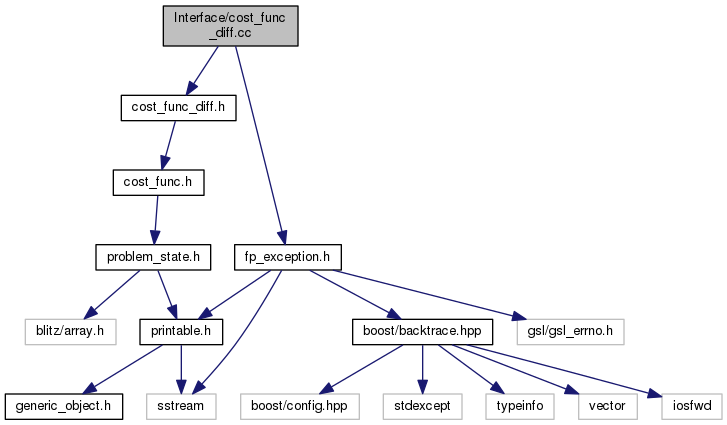 Interface/cost_func
_diff.cc
cost_func_diff.h
cost_func.h
problem_state.h
fp_exception.h
blitz/array.h
printable.h
boost/backtrace.hpp
gsl/gsl_errno.h
generic_object.h
sstream
boost/config.hpp
stdexcept
typeinfo
vector
iosfwd